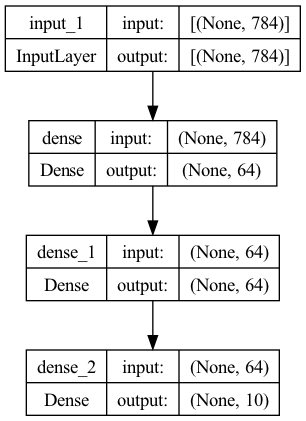 input_1 input: [(None, 784)]
InputLayer output: [(None, 784)]
dense input: (None, 784)
Dense output: (None, 64)
dense_1 input: (None, 64)
Dense output: (None, 64)
dense_2 input: (None, 64)
Dense output: (None, 10)